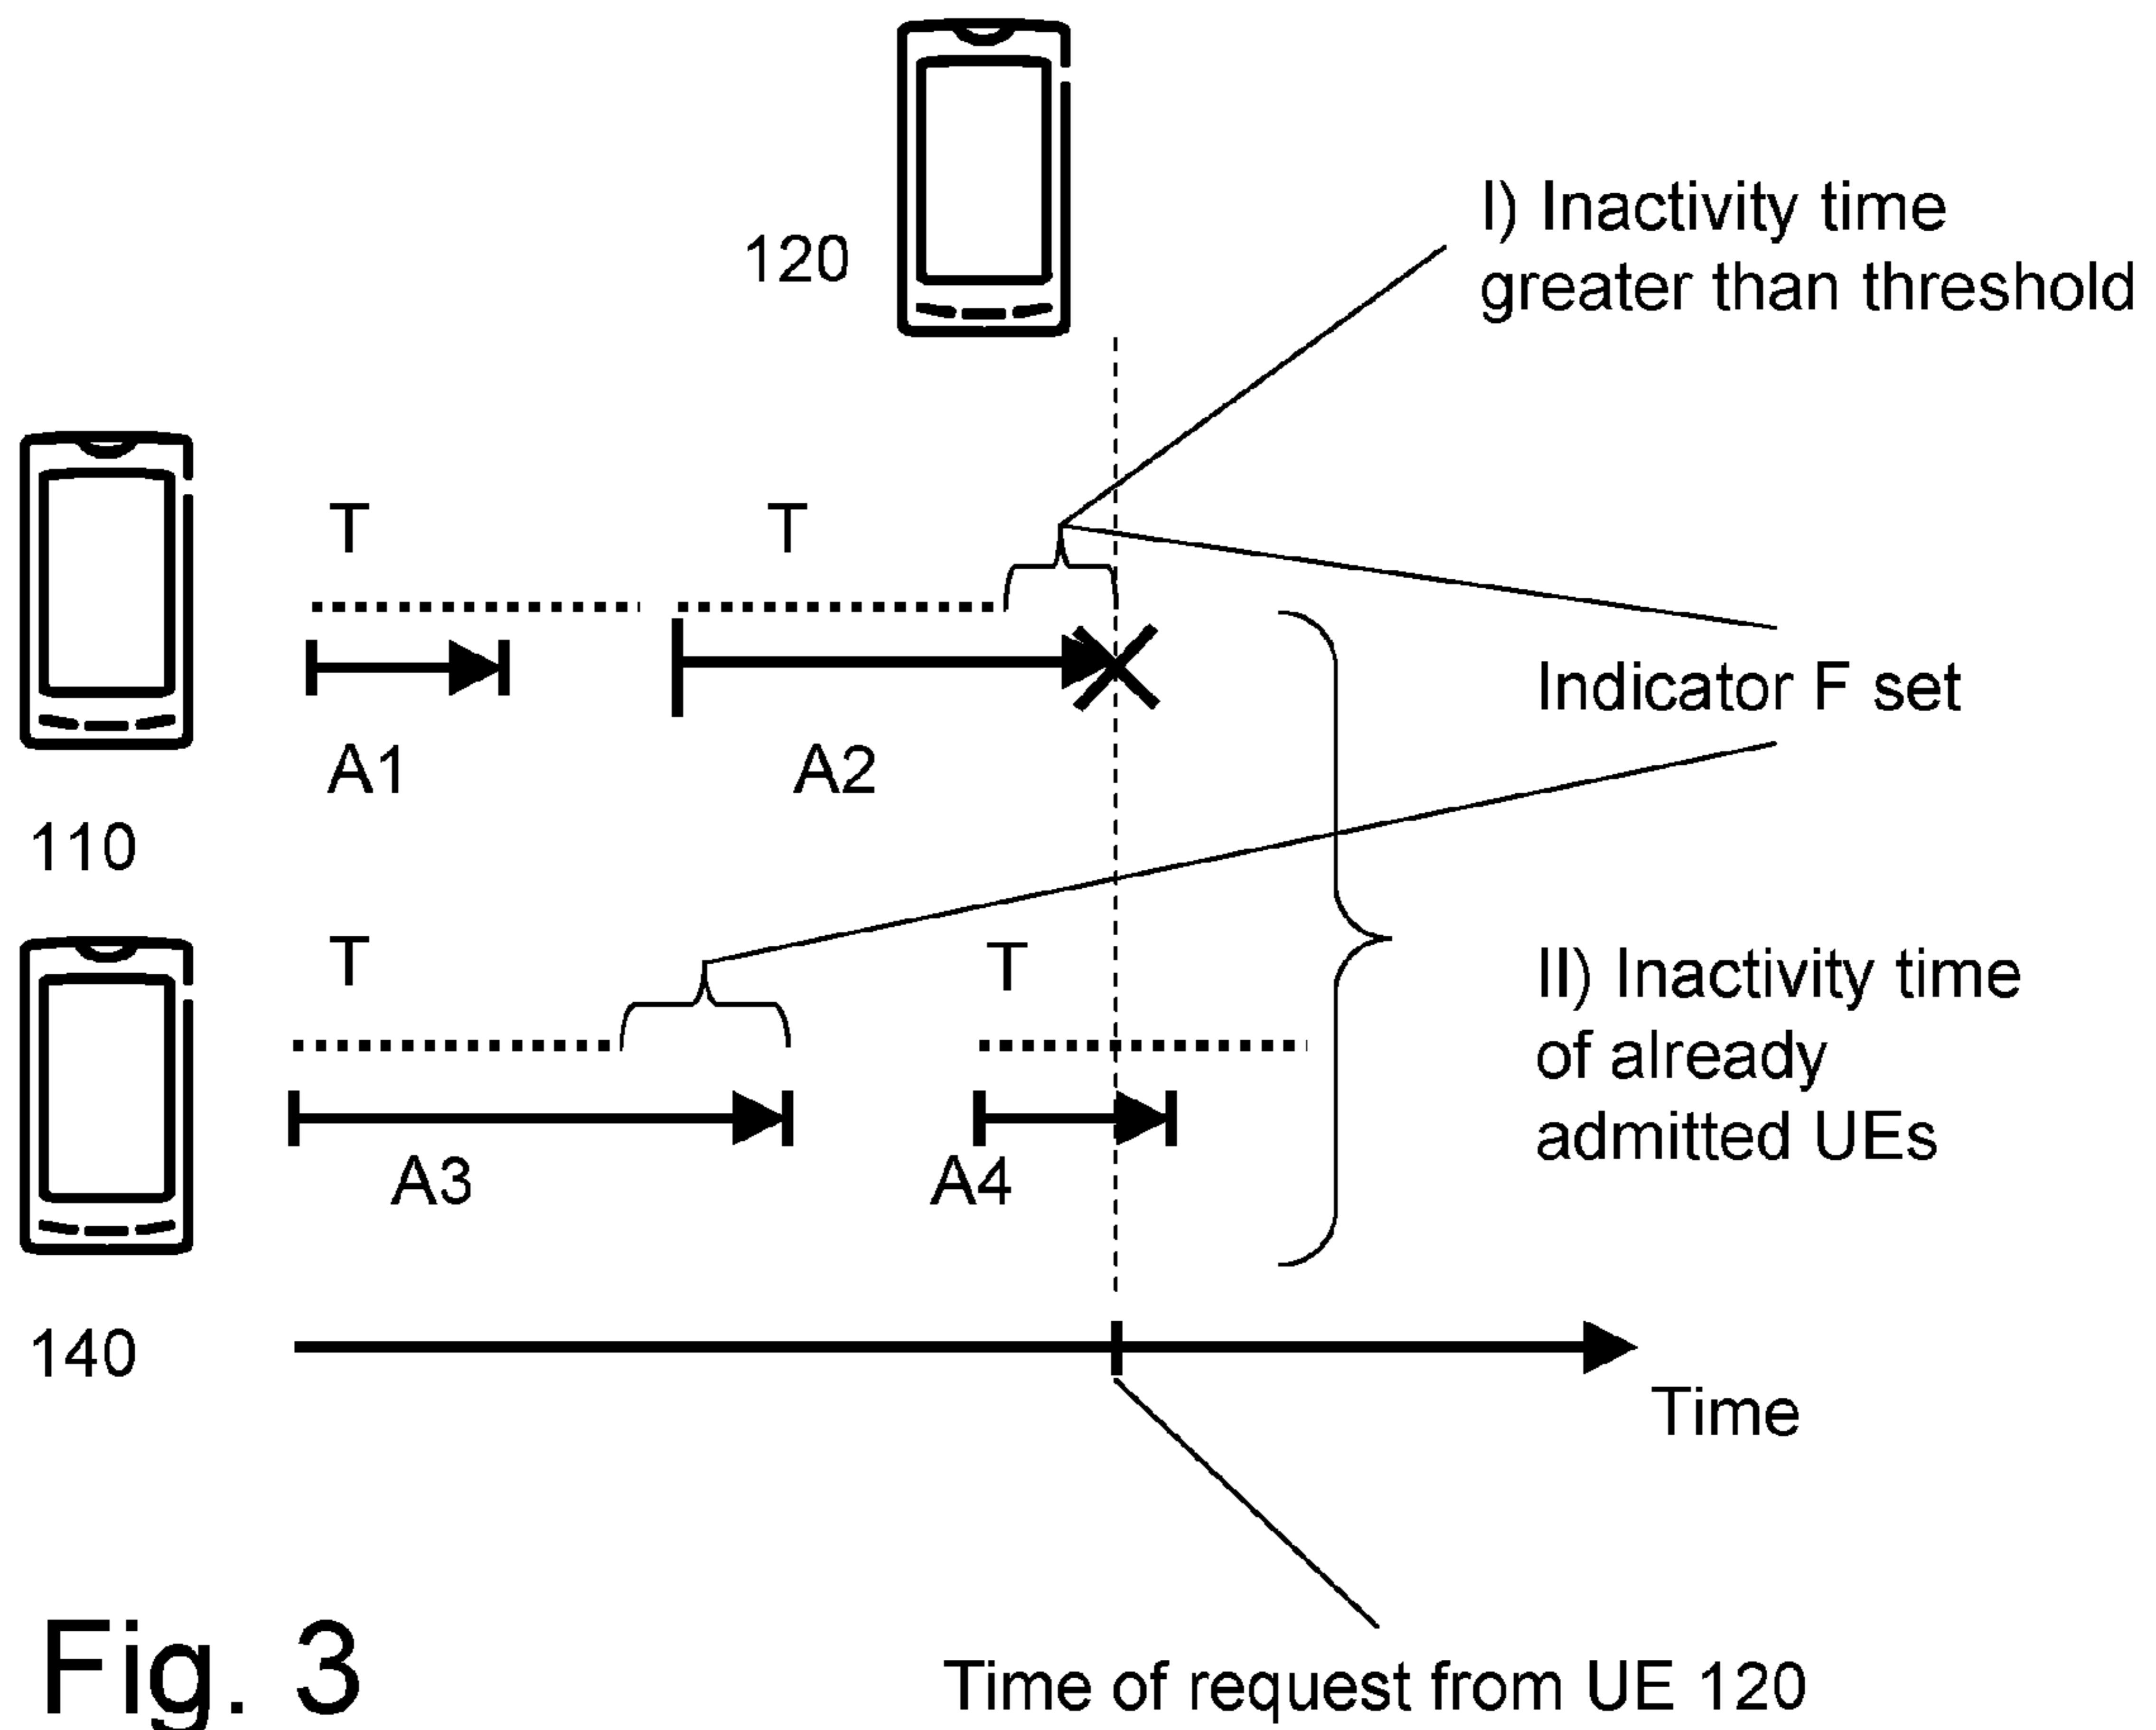 120
I) Inactivity time
greater than threshold
T
T
Indicator F set
A1
A2
110
T
T
II) Inactivity time
of already
admitted UEs
A3
A4
140
Time
Time of request from UE 120
Fig. 3